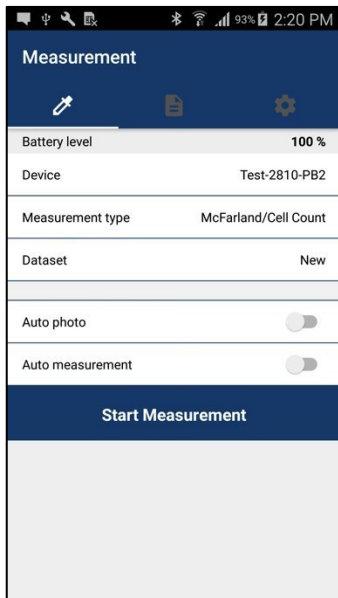 93% 2:20 PM
Measurement
Battery level 100 %
Device Test-2810-PB2
Measurement type McFarland/Cell Count
Dataset New
Auto photo
Auto measurement
Start Measurement